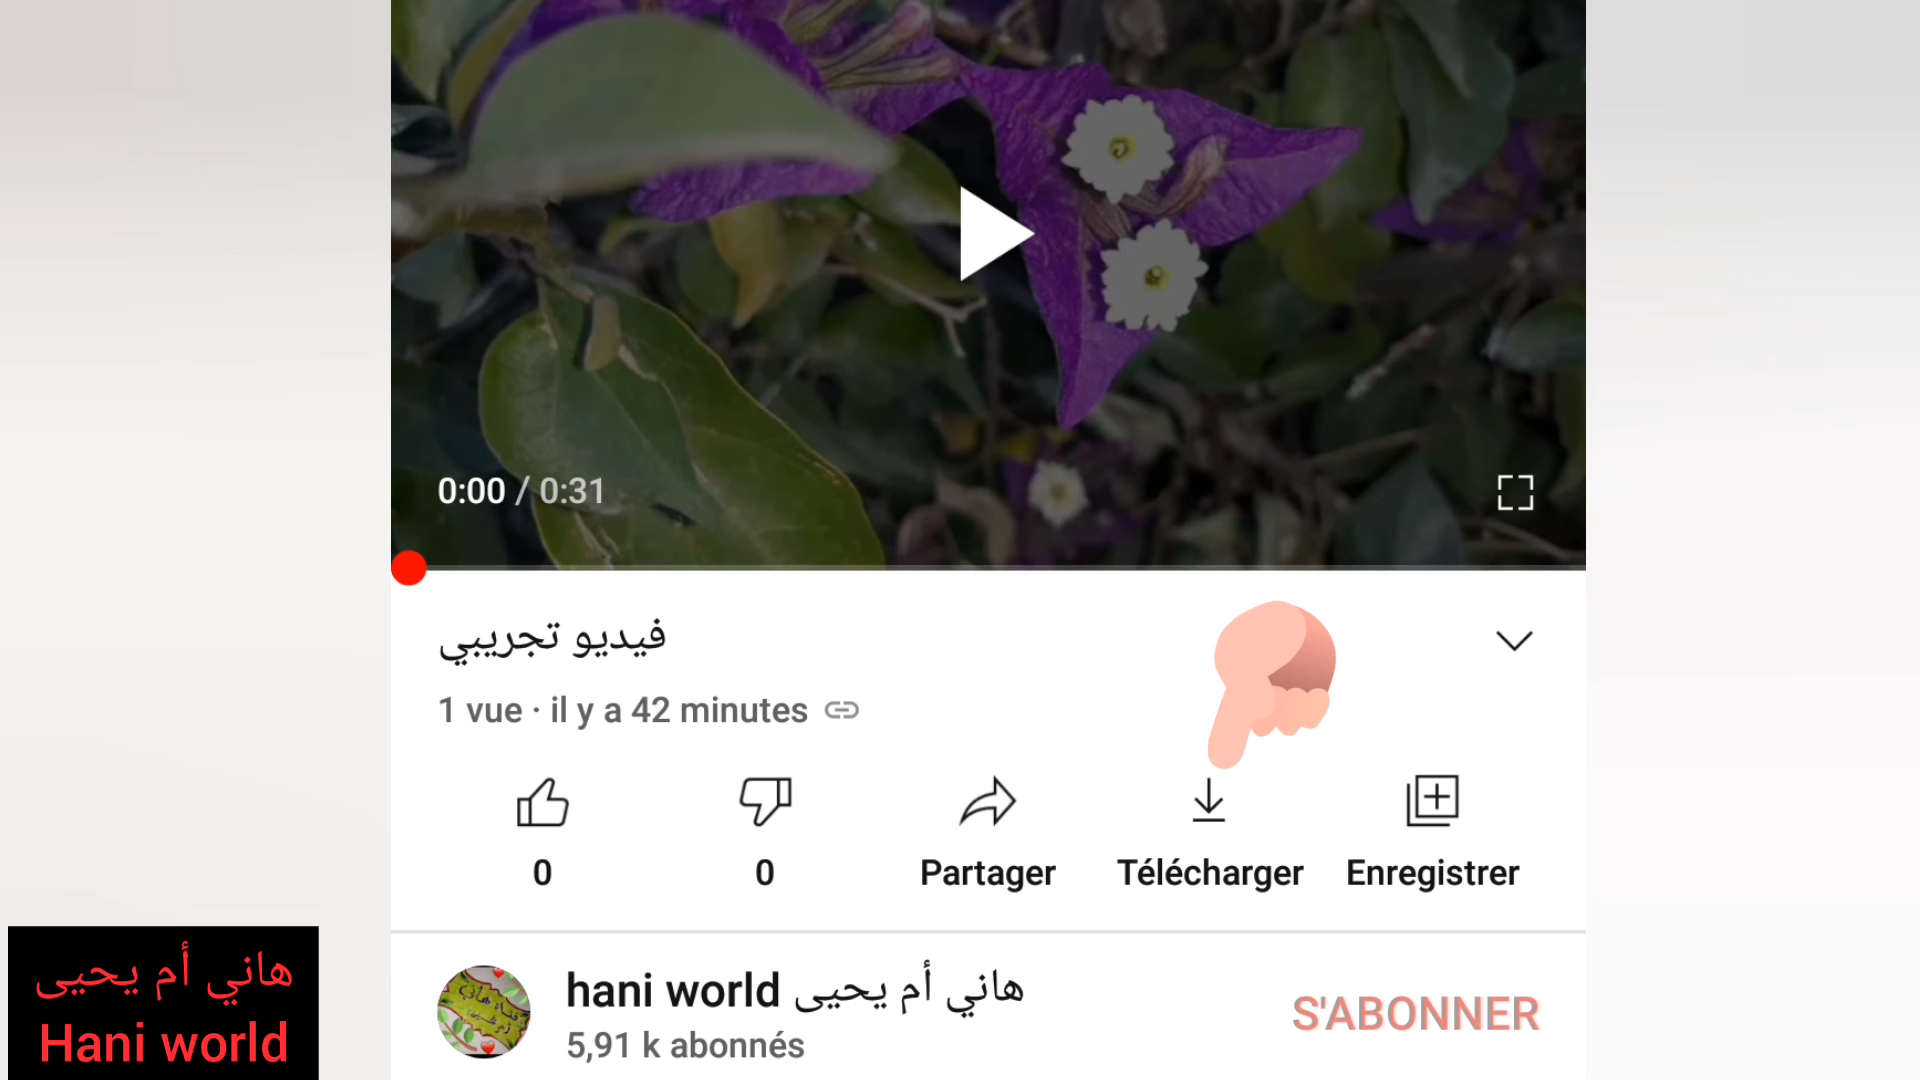 0:00 / 0:31
فيديو تجريبي
1 vue · il y a 42 minutes
0
0
Partager
Télécharger
Enregistrer
hani world هاني أم يحيى
5,91 k abonnés
S'ABONNER
هاني أم يحيى
Hani world